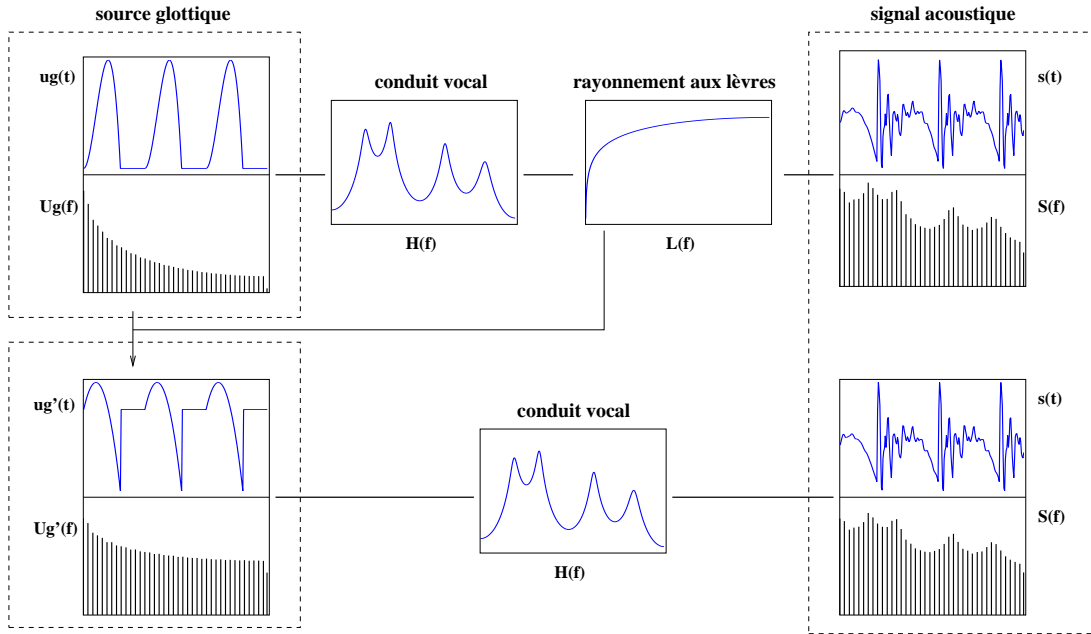 source glottique
signal acoustique
ug(t)
conduit vocal
rayonnement aux lèvres
s(t)
Ug(f)
S(f)
H(f)
L(f)
ug’(t)
conduit vocal
s(t)
Ug’(f)
S(f)
H(f)